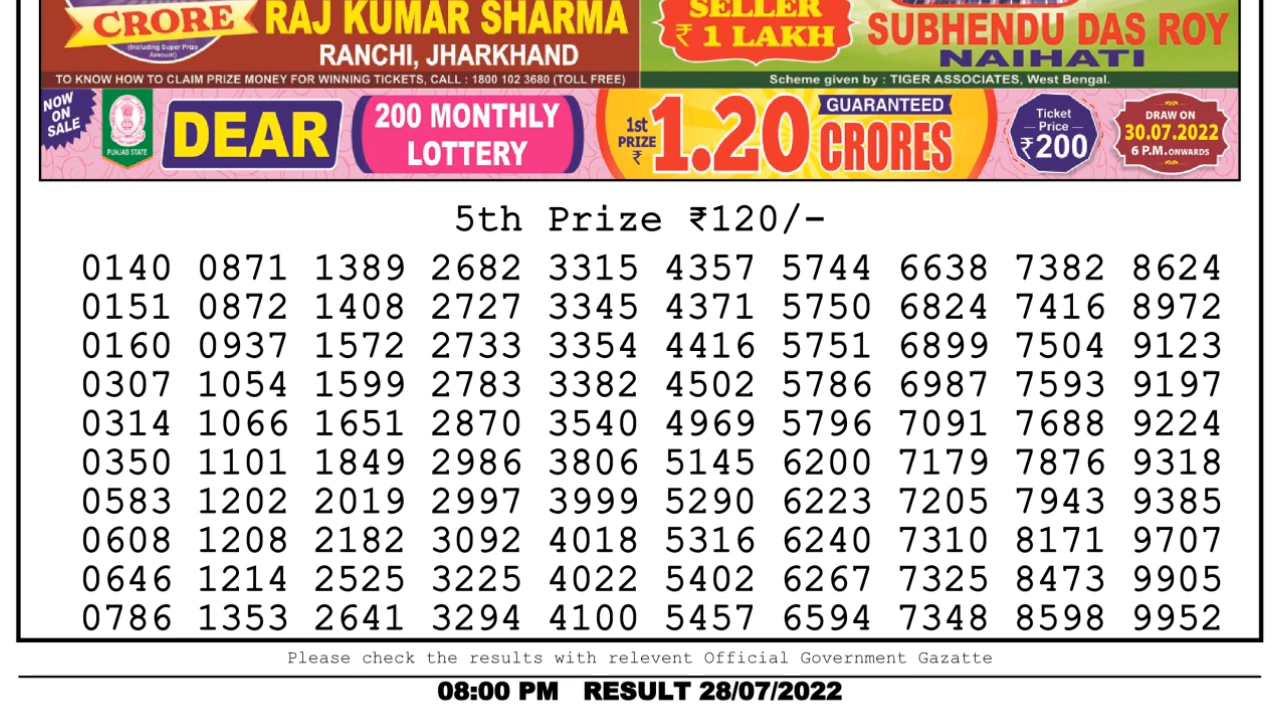 CRORE
(Including Super Prize Amount)
RAJ KUMAR SHARMA
RANCHI, JHARKHAND
TO KNOW HOW TO CLAIM PRIZE MONEY FOR WINNING TICKETS, CALL : 1800 102 3680 (TOLL FREE)
SELLER
₹ 1 LAKH
SUBHENDU DAS ROY
NAIHATI
Scheme given by : TIGER ASSOCIATES, West Bengal.
NOW
ON
SALE
PUNJAB STATE
DEAR
200 MONTHLY
LOTTERY
1st
PRIZE
₹
1.20
GUARANTEED
CRORES
Ticket
Price
₹200
DRAW ON
30.07.2022
6 P.M. ONWARDS
5th Prize ₹120/-
0140 0871 1389 2682 3315 4357 5744 6638 7382 8624
0151 0872 1408 2727 3345 4371 5750 6824 7416 8972
0160 0937 1572 2733 3354 4416 5751 6899 7504 9123
0307 1054 1599 2783 3382 4502 5786 6987 7593 9197
0314 1066 1651 2870 3540 4969 5796 7091 7688 9224
0350 1101 1849 2986 3806 5145 6200 7179 7876 9318
0583 1202 2019 2997 3999 5290 6223 7205 7943 9385
0608 1208 2182 3092 4018 5316 6240 7310 8171 9707
0646 1214 2525 3225 4022 5402 6267 7325 8473 9905
0786 1353 2641 3294 4100 5457 6594 7348 8598 9952
Please check the results with relevent Official Government Gazatte
08:00 PM RESULT 28/07/2022